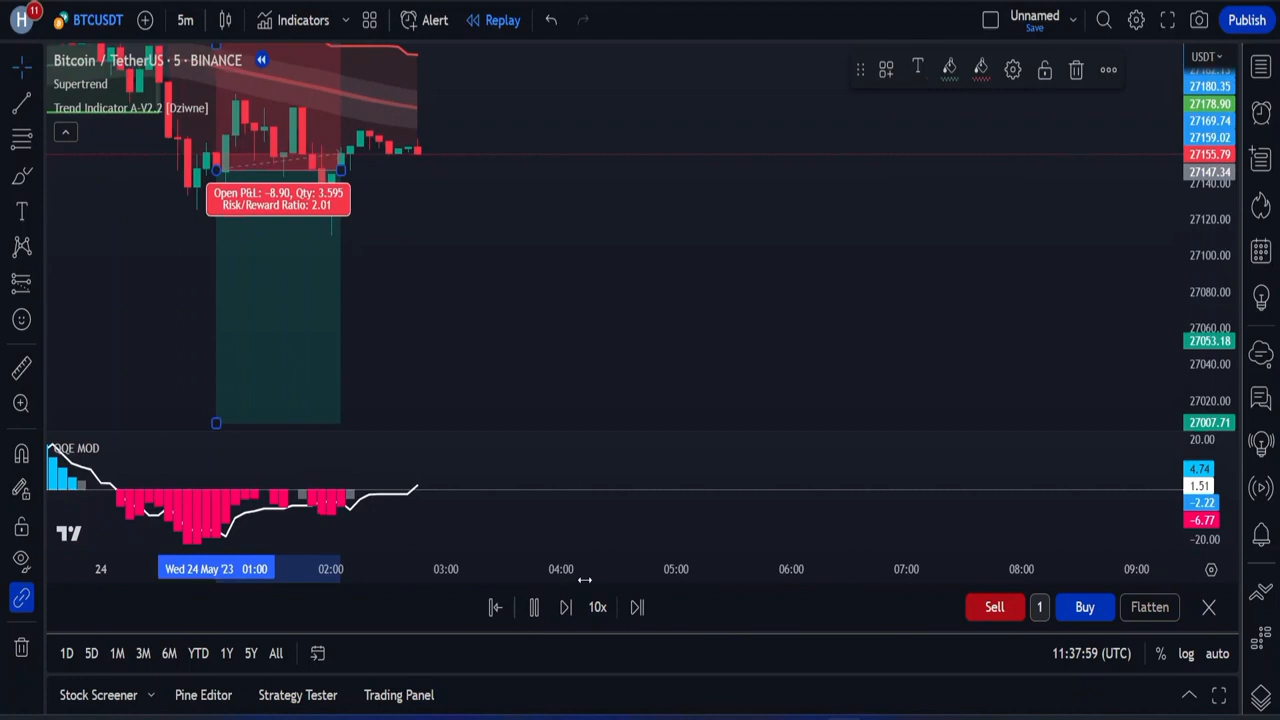 H
11
BTCUSDT
5m
Indicators
Alert
Replay
Unnamed
Save
Publish
Bitcoin / TetherUS · 5 · BINANCE
Supertrend
Trend Indicator A-V2.2 [Dziwne]
USDT
27180.35
27178.90
27169.74
27159.02
27155.79
27147.34
27140.00
27120.00
27100.00
27080.00
27060.00
27053.18
27040.00
27020.00
27007.71
Open P&L: −8.90, Qty: 3.595
Risk/Reward Ratio: 2.01
QQE MOD
20.00
4.74
1.51
−2.22
−6.77
−20.00
24
Wed 24 May '23 01:00
02:00
03:00
04:00
05:00
06:00
07:00
08:00
09:00
10x
Sell
1
Buy
Flatten
1D
5D
1M
3M
6M
YTD
1Y
5Y
All
11:37:59 (UTC)
%
log
auto
Stock Screener
Pine Editor
Strategy Tester
Trading Panel